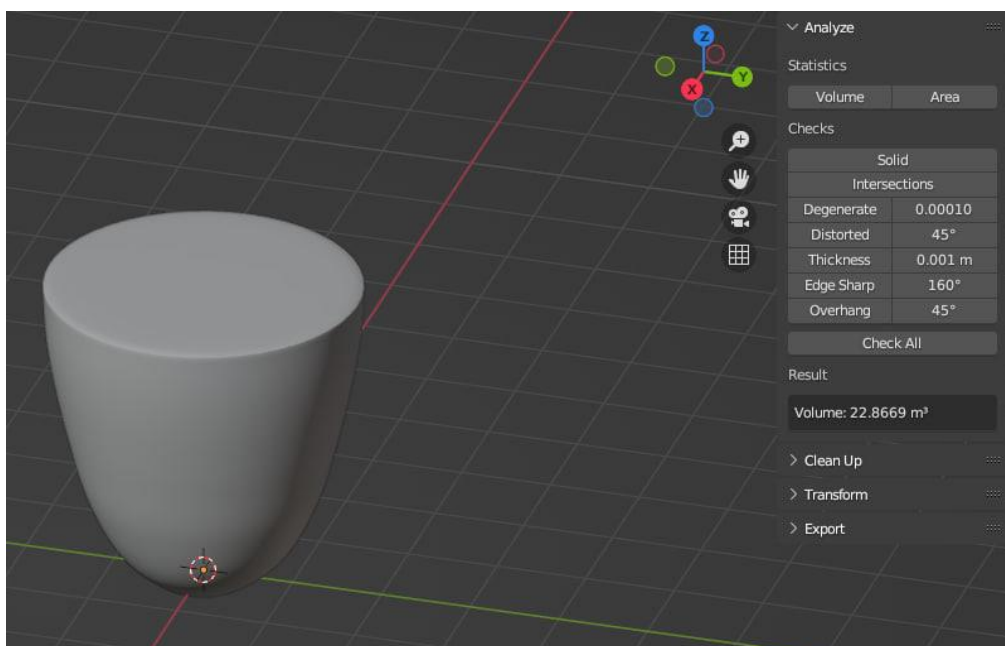 Analyze
Statistics
Volume Area
Checks
Solid
Intersections
Degenerate 0.00010
Distorted 45°
Thickness 0.001 m
Edge Sharp 160°
Overhang 45°
Check All
Result
Volume: 22.8669 m³
Clean Up
Transform
Export
Z
Y
X